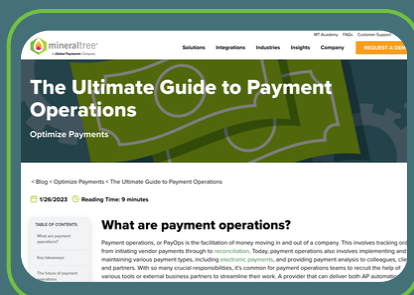 MT Academy FAQs Customer Support
mineraltree
A Global Payments Company
Solutions Integrations Industries Insights Company REQUEST A DEM
The Ultimate Guide to Payment
Operations
Optimize Payments
< Blog < Optimize Payments < The Ultimate Guide to Payment Operations
1/26/2023 Reading Time: 9 minutes
TABLE OF CONTENTS:
What are payment
operations?
Key takeaways
The future of payment
operations
What are payment operations?
Payment operations, or PayOps is the facilitation of money moving in and out of a company. This involves tracking ord
from initiating vendor payments through to reconciliation. Today, payment operations also involves implementing and
maintaining various payment types, including electronic payments, and providing payment analysis to colleagues, clie
and partners. With so many crucial responsibilities, it's common for payment operations teams to recruit the help of
various tools or external business partners to streamline their work. A provider that can deliver both AP automation